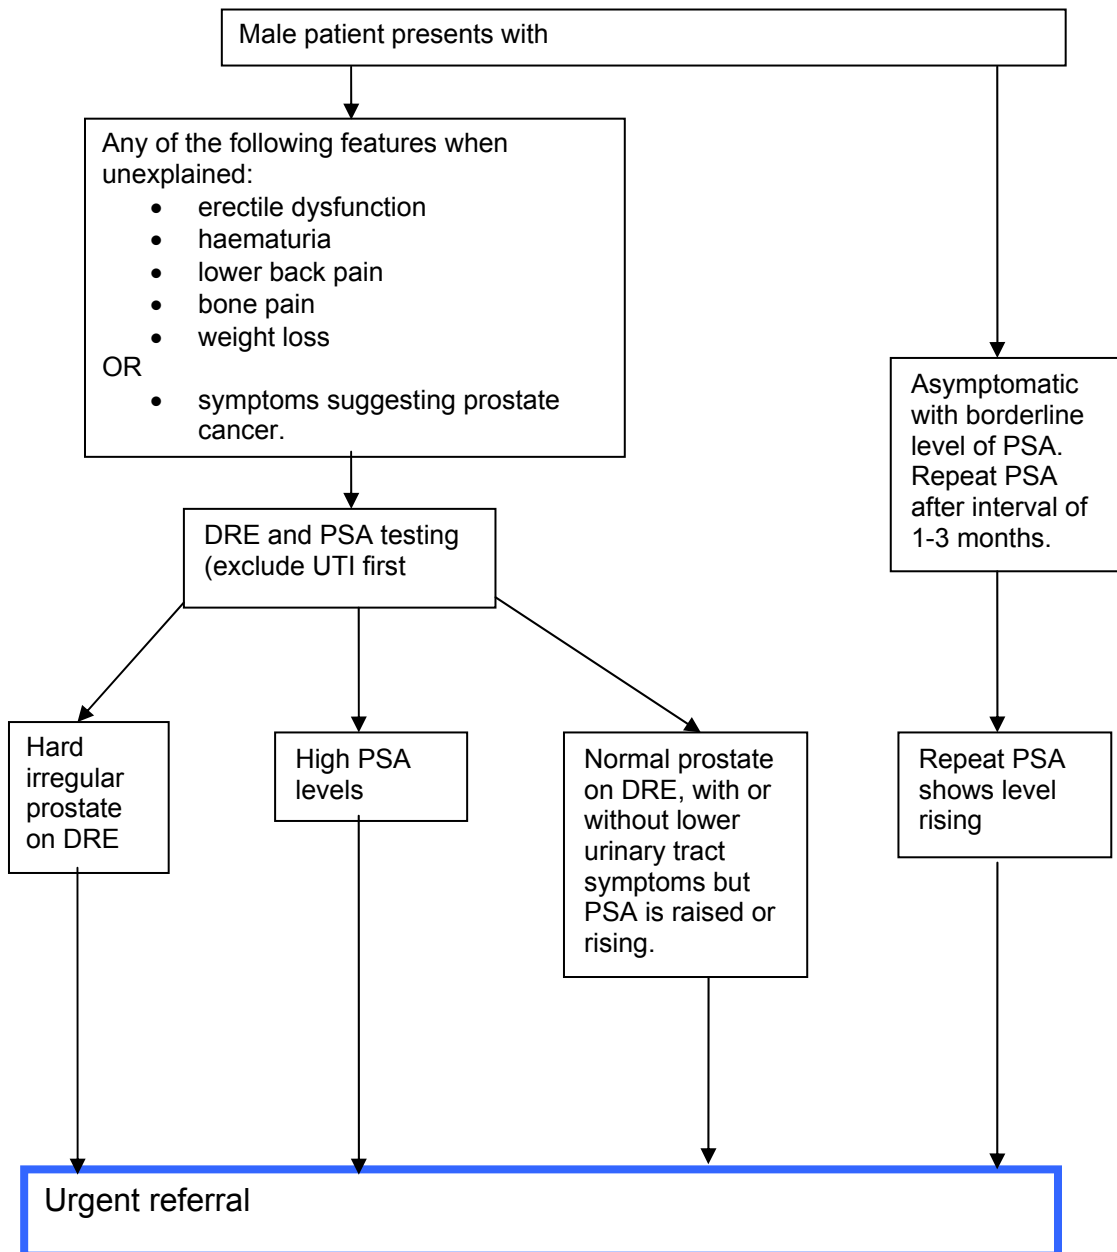 Male patient presents with
Any of the following features when
unexplained:
• erectile dysfunction
• haematuria
• lower back pain
• bone pain
• weight loss
OR
• symptoms suggesting prostate
cancer.
Asymptomatic
with borderline
level of PSA.
Repeat PSA
after interval of
1-3 months.
DRE and PSA testing
(exclude UTI first
Hard
irregular
prostate
on DRE
High PSA
levels
Normal prostate
on DRE, with or
without lower
urinary tract
symptoms but
PSA is raised or
rising.
Repeat PSA
shows level
rising
Urgent referral